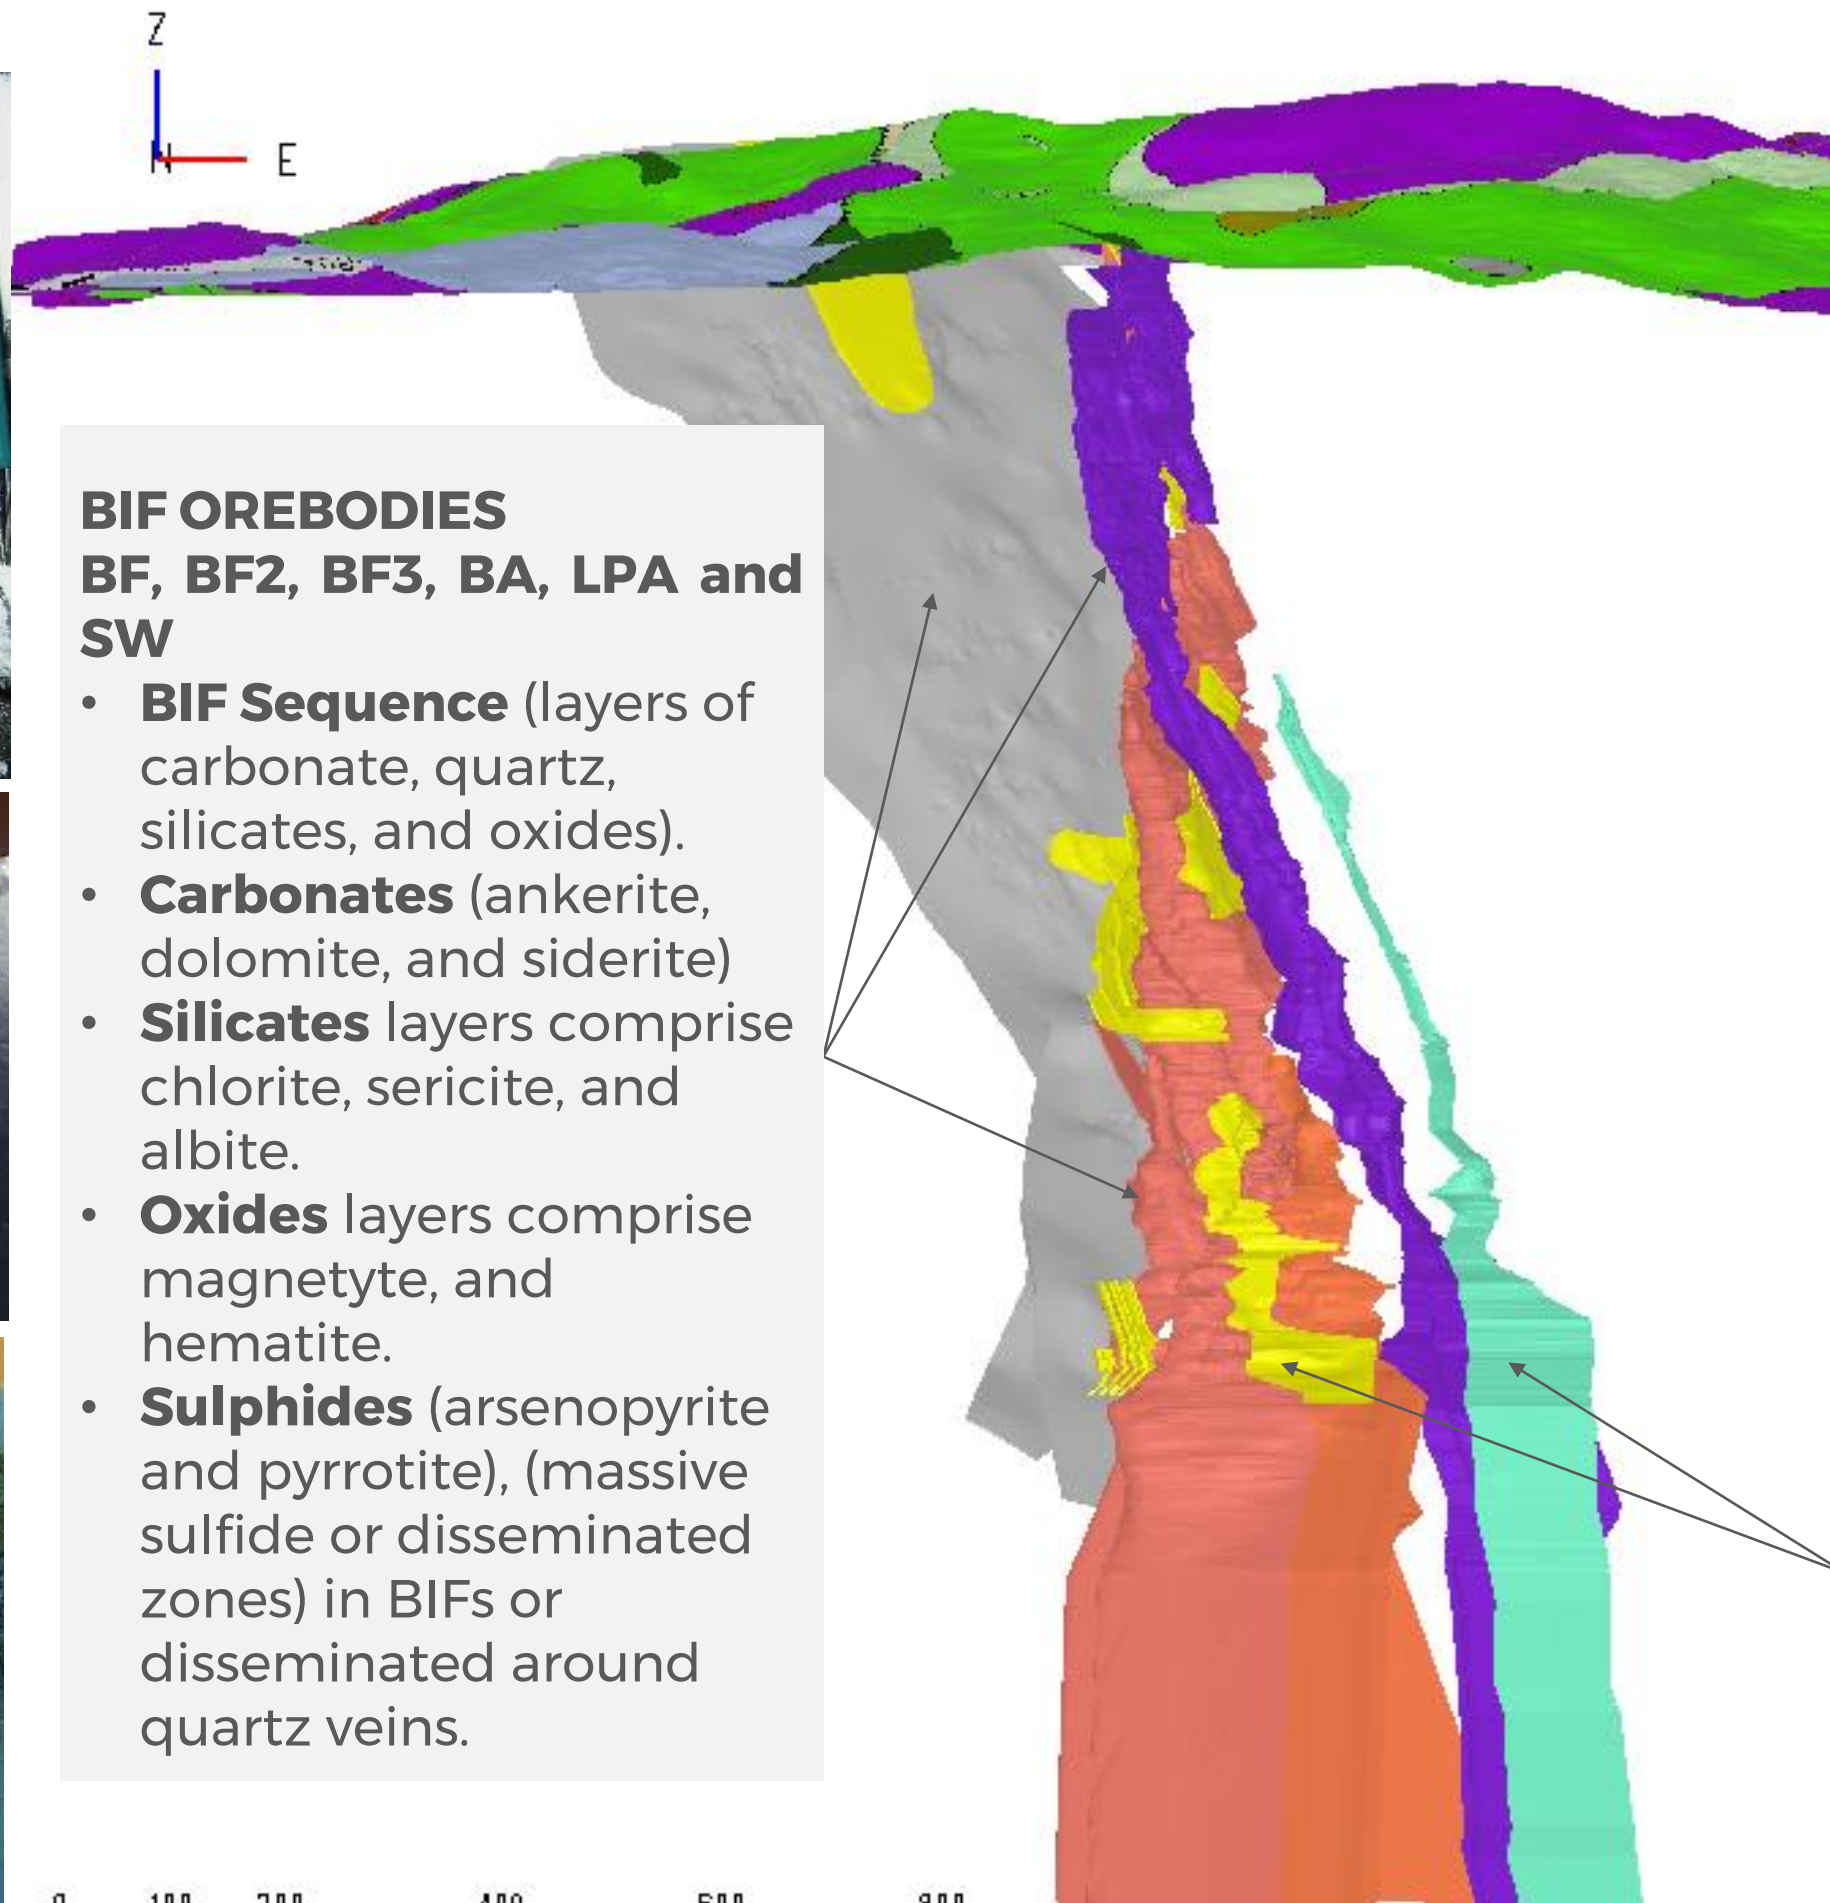 Z
N
E
BIF OREBODIES
BF, BF2, BF3, BA, LPA and
SW
• BIF Sequence (layers of
carbonate, quartz,
silicates, and oxides).
• Carbonates (ankerite,
dolomite, and siderite)
• Silicates layers comprise
chlorite, sericite, and
albite.
• Oxides layers comprise
magnetyte, and
hematite.
• Sulphides (arsenopyrite
and pyrrotite), (massive
sulfide or disseminated
zones) in BIFs or
disseminated around
quartz veins.